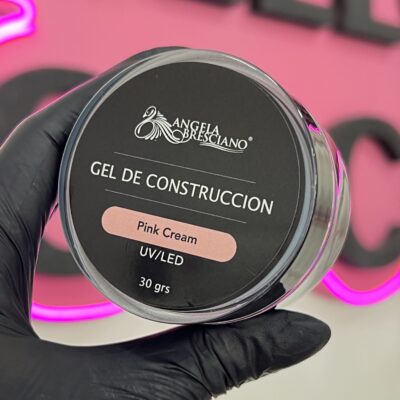 ANGELA
BRESCIANO®
GEL DE CONSTRUCCION
Pink Cream
UV/LED
30 grs